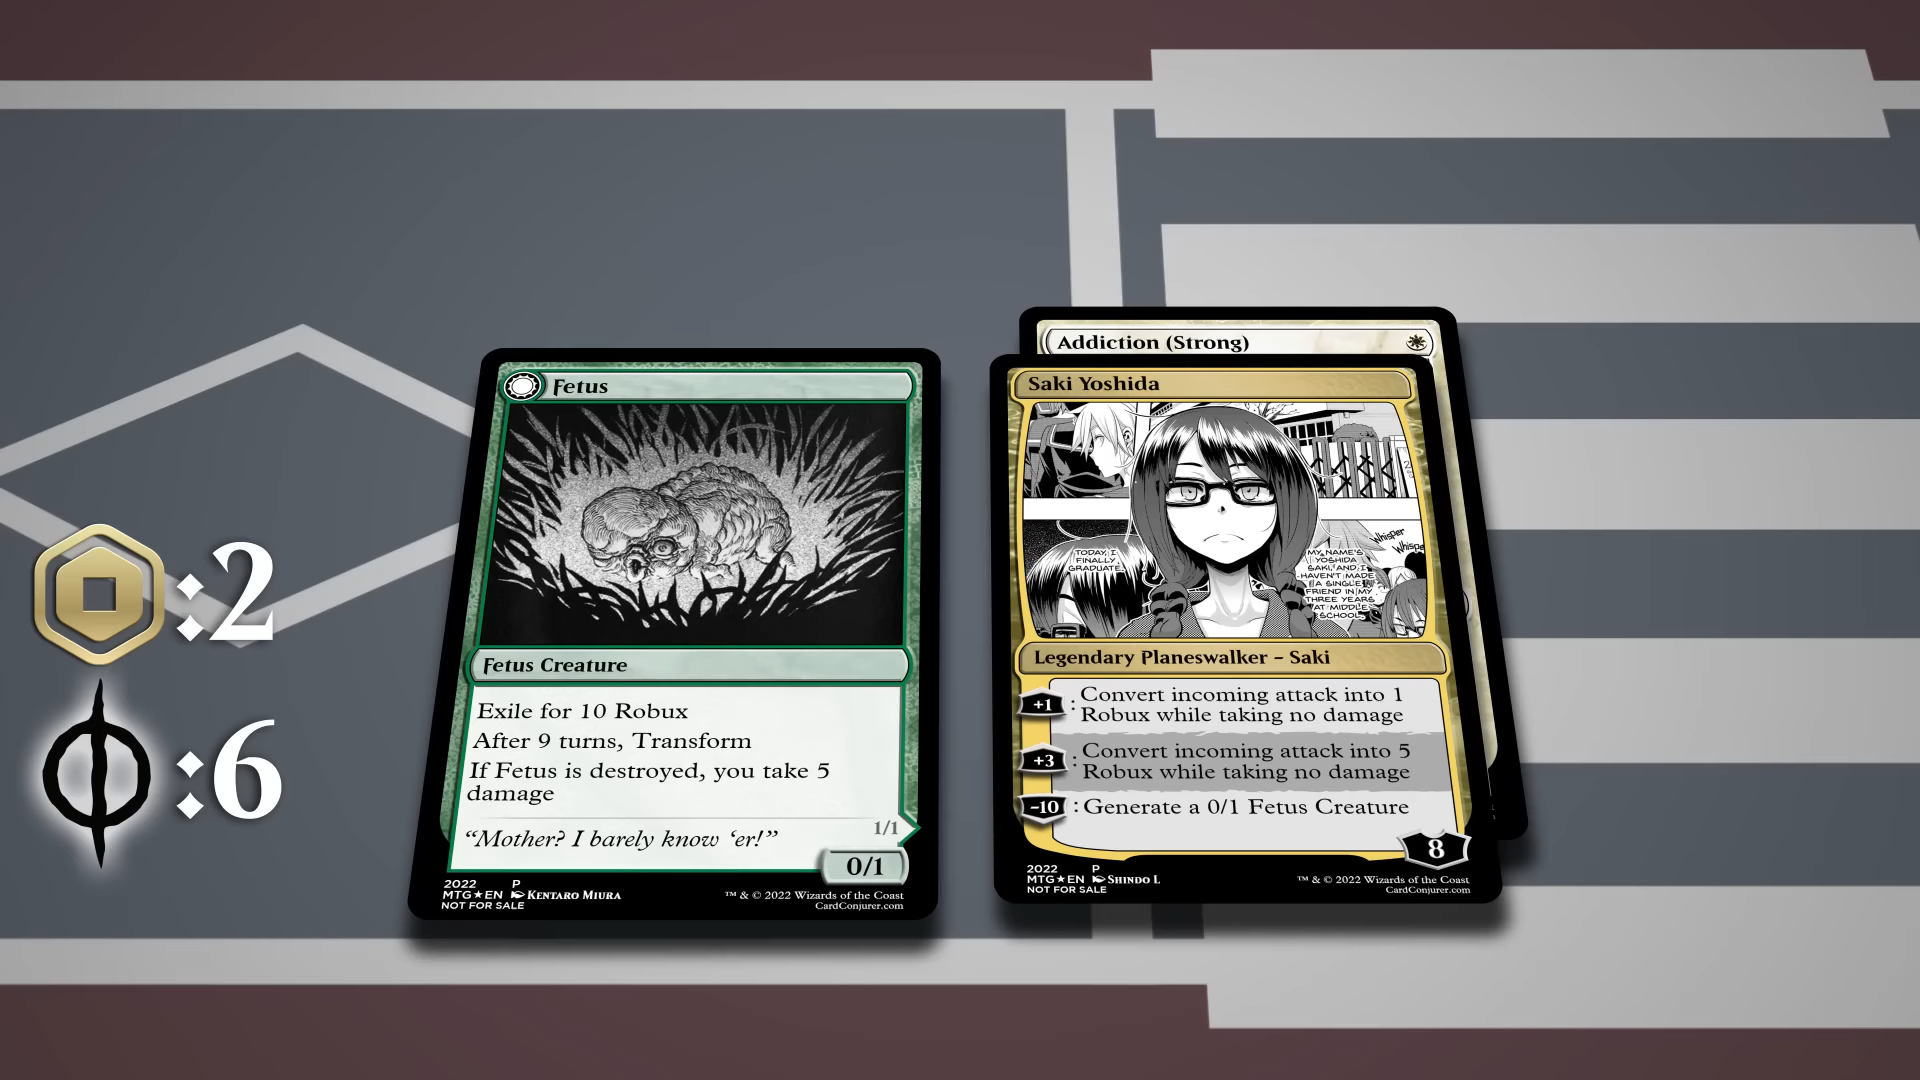 :2
:6
Fetus
Fetus Creature
Exile for 10 Robux
After 9 turns, Transform
If Fetus is destroyed, you take 5
damage
“Mother? I barely know ‘er!”
1/1
0/1
2022 P
MTG★EN KENTARO MIURA
NOT FOR SALE
™ & © 2022 Wizards of the Coast
CardConjurer.com
Addiction (Strong)
Saki Yoshida
TODAY, I
FINALLY
GRADUATE.
Whisper
Whisper
MY NAME'S
YOSHIDA
SAKI, AND I
HAVEN'T MADE
A SINGLE
FRIEND IN MY
THREE YEARS
AT MIDDLE
SCHOOL.
Legendary Planeswalker – Saki
+1 : Convert incoming attack into 1
Robux while taking no damage
+3 : Convert incoming attack into 5
Robux while taking no damage
-10 : Generate a 0/1 Fetus Creature
8
2022 P
MTG★EN SHINDO L
NOT FOR SALE
™ & © 2022 Wizards of the Coast
CardConjurer.com